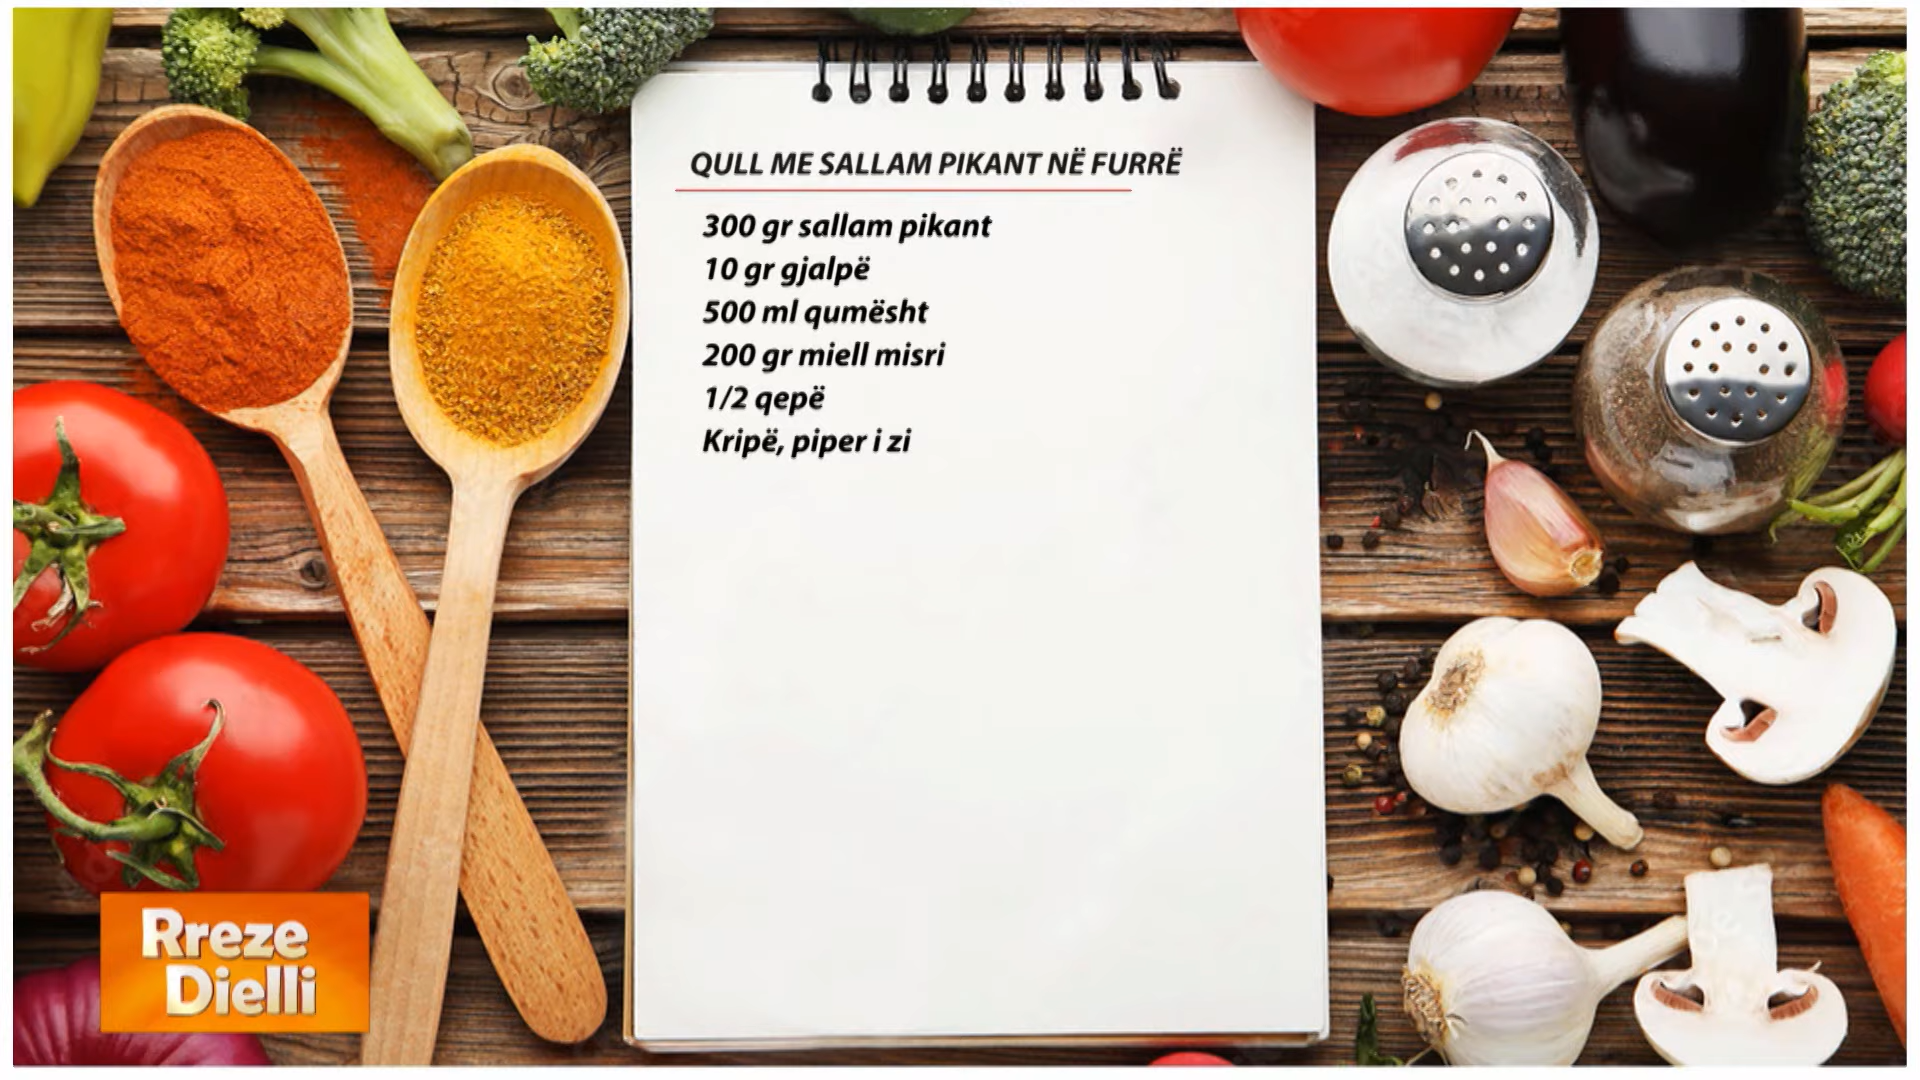 QULL ME SALLAM PIKANT NË FURRË
300 gr sallam pikant
10 gr gjalpë
500 ml qumësht
200 gr miell misri
1/2 qepë
Kripë, piper i zi
Rreze
Dielli